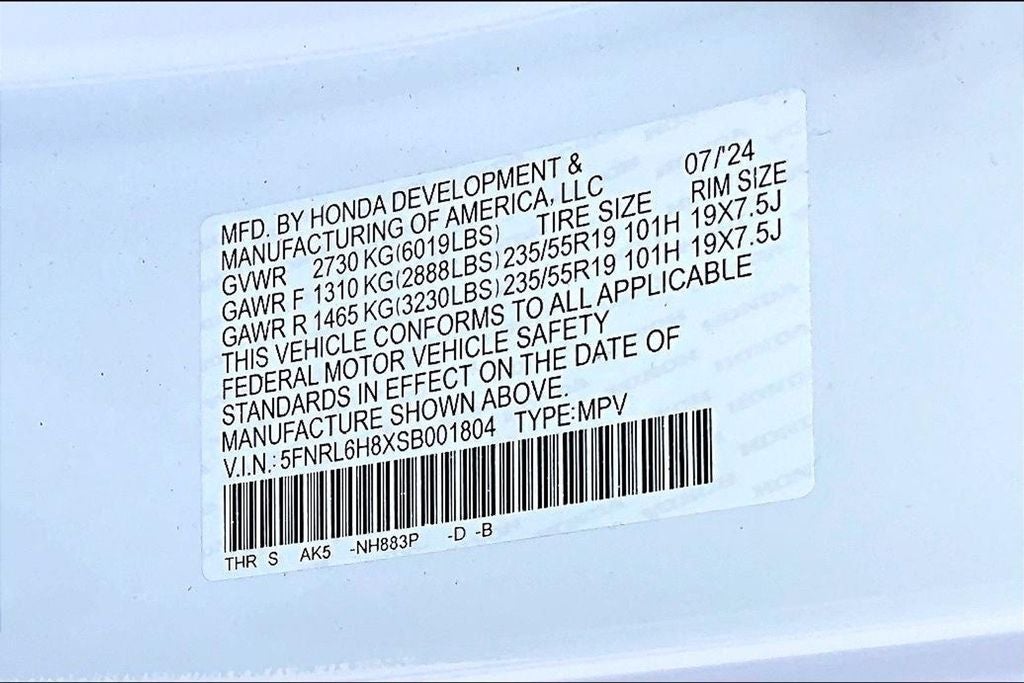 MFD. BY HONDA DEVELOPMENT & 07/'24
MANUFACTURING OF AMERICA, LLC
GVWR 2730 KG(6019LBS) TIRE SIZE RIM SIZE
GAWR F 1310 KG(2888LBS) 235/55R19 101H 19X7.5J
GAWR R 1465 KG(3230LBS) 235/55R19 101H 19X7.5J
THIS VEHICLE CONFORMS TO ALL APPLICABLE
FEDERAL MOTOR VEHICLE SAFETY
STANDARDS IN EFFECT ON THE DATE OF
MANUFACTURE SHOWN ABOVE.
V.I.N.: 5FNRL6H8XSB001804 TYPE:MPV
THR S AK5 -NH883P -D -B